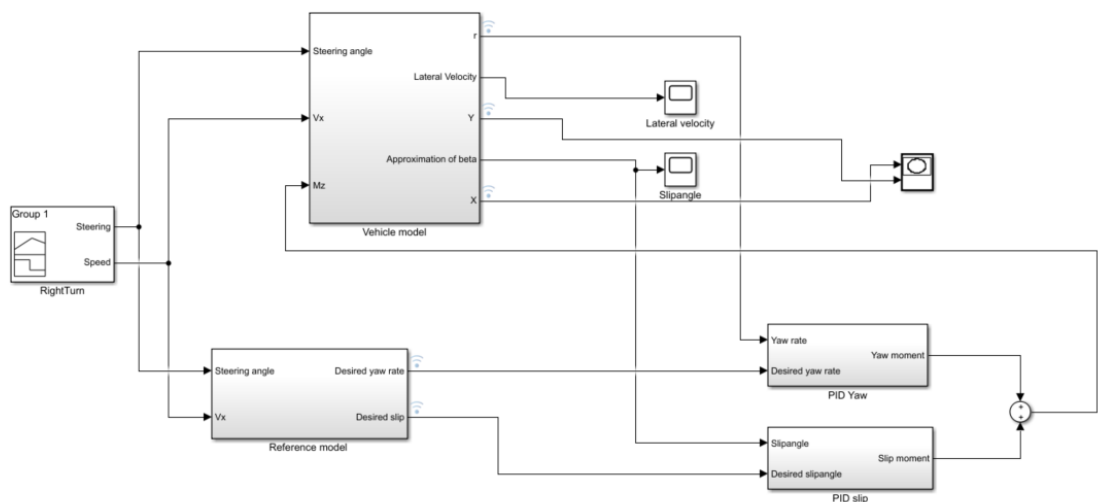 r
Steering angle
Lateral Velocity
Lateral velocity
Vx
Y
Approximation of beta
Slipangle
Mz
X
Vehicle model
Group 1
Steering
Speed
RightTurn
Yaw rate
Yaw moment
Desired yaw rate
PID Yaw
Steering angle
Desired yaw rate
Vx
Desired slip
Reference model
+
+
Slipangle
Slip moment
Desired slipangle
PID slip